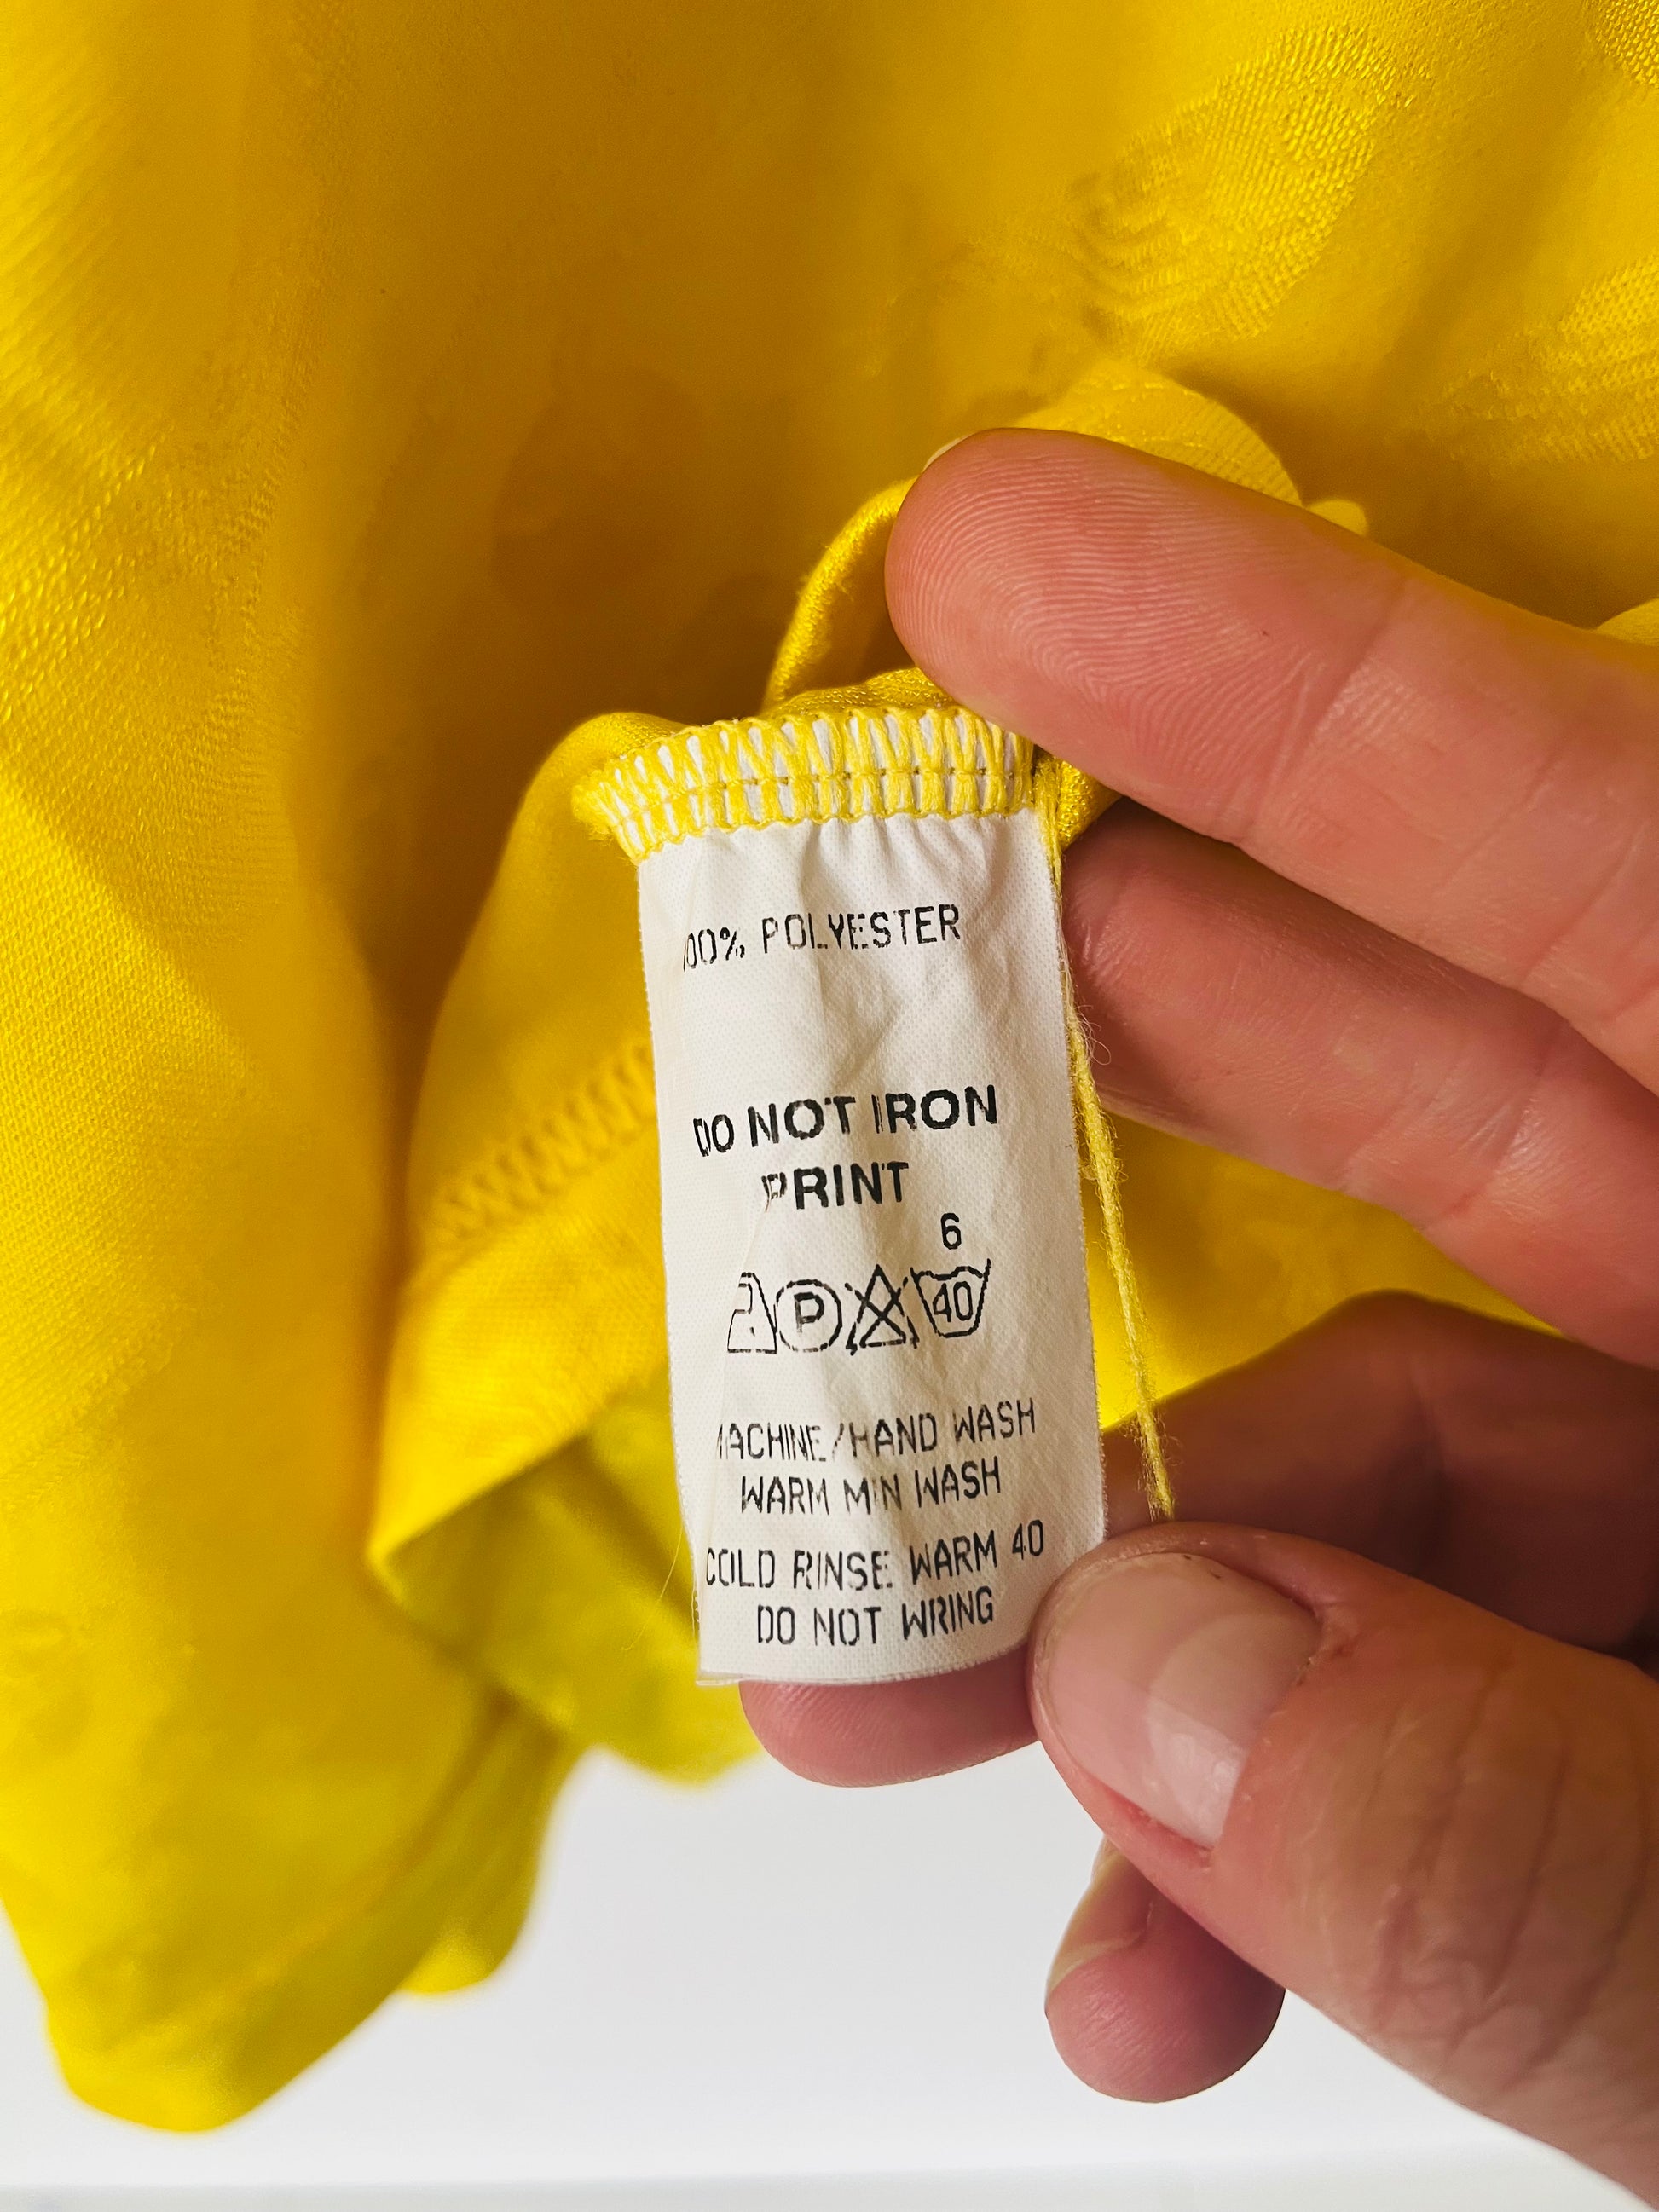 100% POLYESTER
DO NOT IRON
PRINT
6
P 40
MACHINE/HAND WASH
WARM MIN WASH
COLD RINSE WARM 40
DO NOT WRING